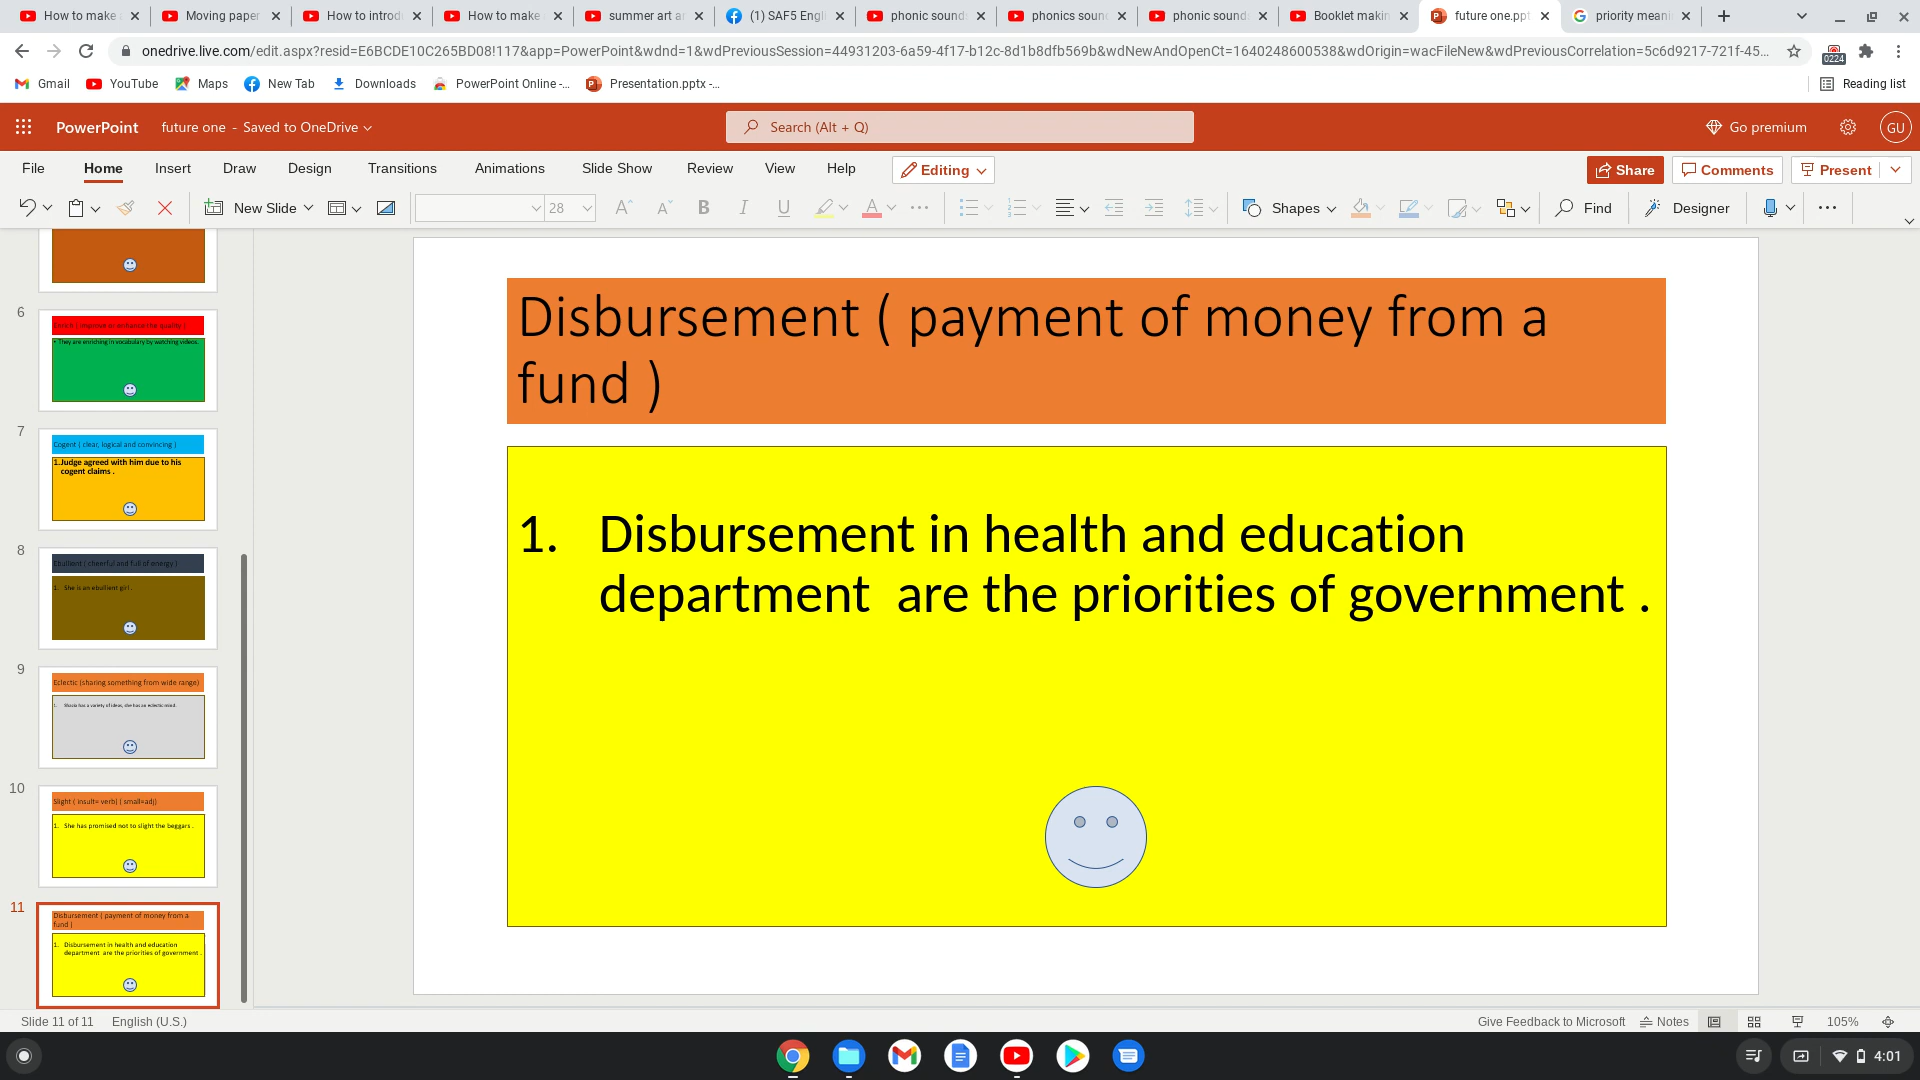 How to make
Moving paper
How to introd
How to make
summer art a
(1) SAF5 Engl
phonic sound
phonics soun
phonic sound
Booklet makin
future one.ppt
priority meani
onedrive.live.com/edit.aspx?resid=E6BCDE10C265BD08!117&app=PowerPoint&wdnd=1&wdPreviousSession=44931203-6a59-4f17-b12c-8d1b8dfb569b&wdNewAndOpenCt=1640248600538&wdOrigin=wacFileNew&wdPreviousCorrelation=5c6d9217-721f-45...
0224
Gmail
YouTube
Maps
New Tab
Downloads
PowerPoint Online -...
Presentation.pptx -...
Reading list
PowerPoint
future one - Saved to OneDrive
Search (Alt + Q)
Go premium
GU
File
Home
Insert
Draw
Design
Transitions
Animations
Slide Show
Review
View
Help
Editing
Share
Comments
Present
New Slide
28
A
A
B
I
U
A
Shapes
Find
Designer
6
Enrich ( improve or enhance the quality )
• They are enriching in vocabulary by watching videos.
7
Cogent ( clear, logical and convincing )
1.Judge agreed with him due to his
cogent claims .
8
Ebullient ( cheerful and full of energy )
1. She is an ebullient girl .
9
Eclectic (sharing something from wide range)
1. Shazia has a variety of ideas, she has an eclectic mind.
10
Slight ( insult= verb) ( small=adj)
1. She has promised not to slight the beggars .
11
Disbursement ( payment of money from a
fund )
1. Disbursement in health and education
department  are the priorities of government .
Disbursement ( payment of money from a
fund )
1. Disbursement in health and education
department  are the priorities of government .
Slide 11 of 11
English (U.S.)
Give Feedback to Microsoft
Notes
105%
4:01